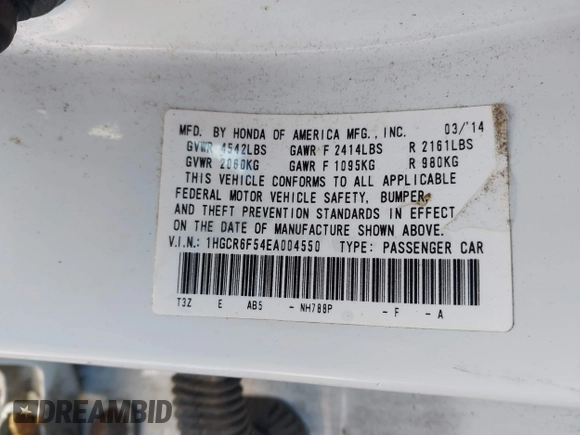 MFD. BY HONDA OF AMERICA MFG., INC. 03/'14
GVWR 4542LBS GAWR F 2414LBS R 2161LBS
GVWR 2060KG GAWR F 1095KG R 980KG
THIS VEHICLE CONFORMS TO ALL APPLICABLE
FEDERAL MOTOR VEHICLE SAFETY, BUMPER,
AND THEFT PREVENTION STANDARDS IN EFFECT
ON THE DATE OF MANUFACTURE SHOWN ABOVE.
V.I.N.: 1HGCR6F54EA004550 TYPE: PASSENGER CAR
T3Z E AB5 - NH788P - F - A
DREAMBID